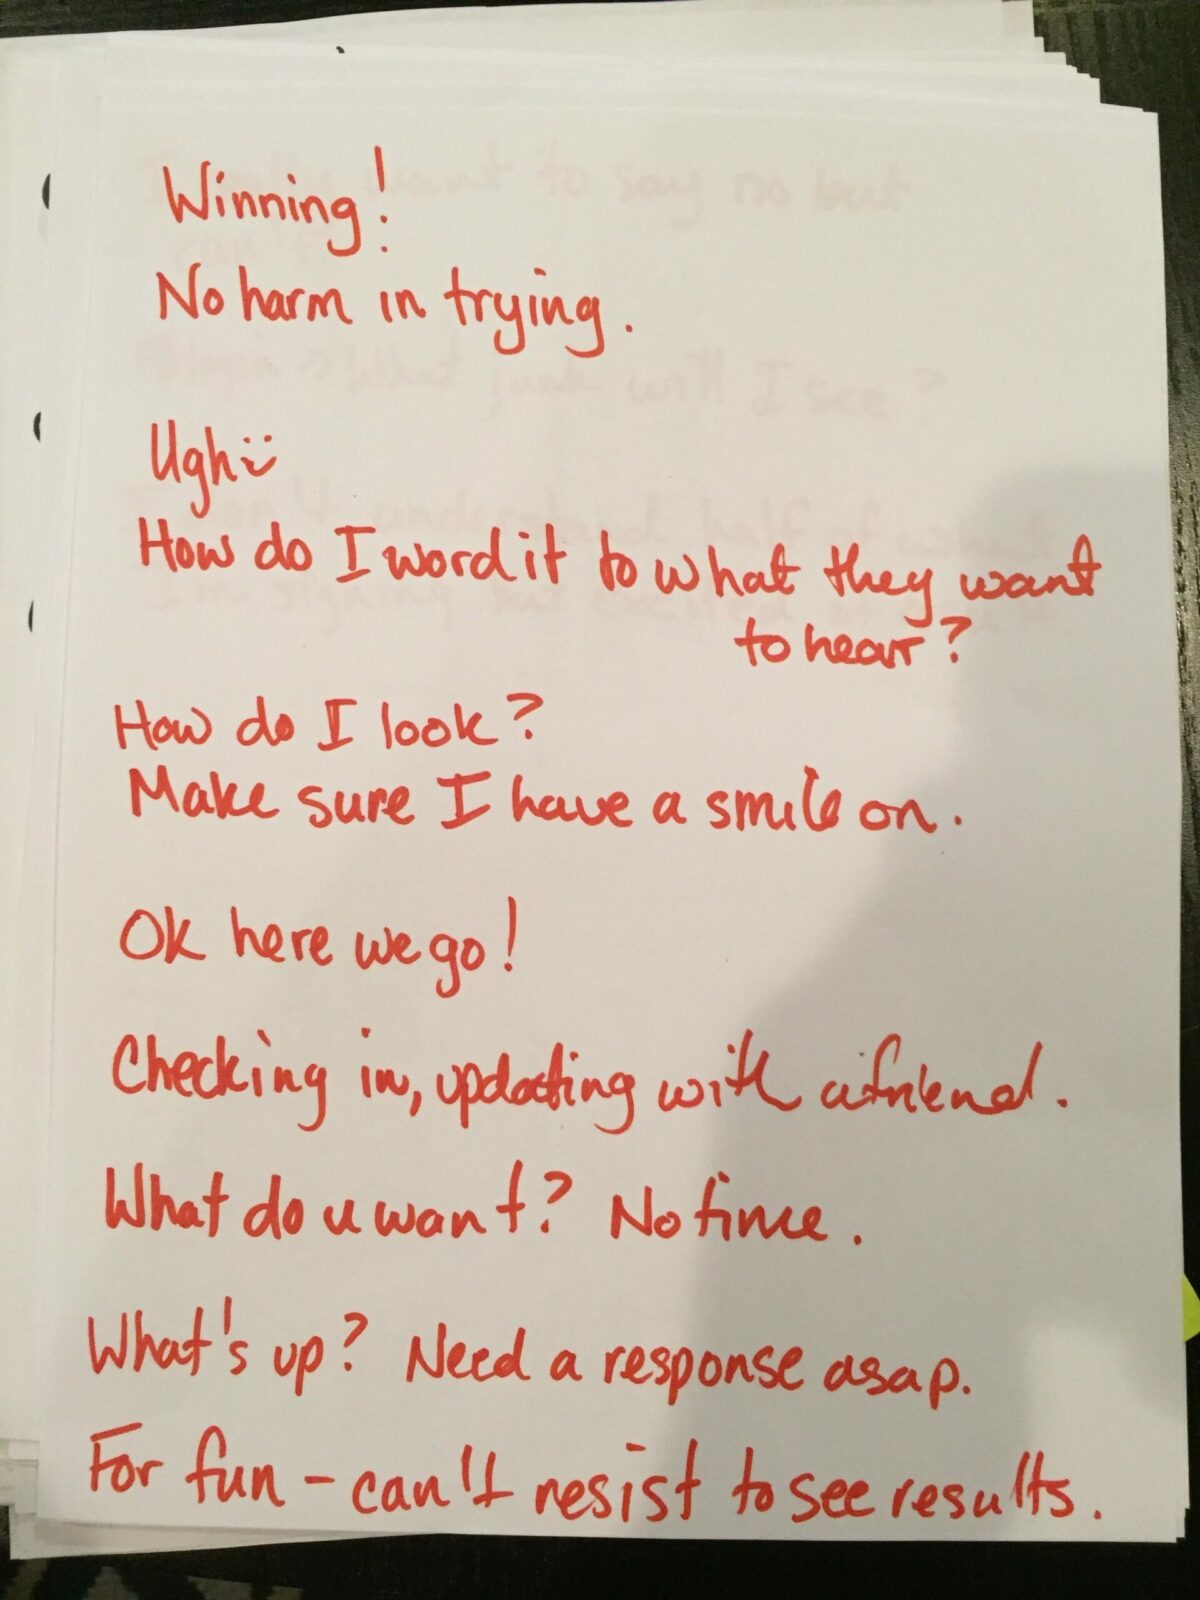 Winning!
No harm in trying.
Ugh :)
How do I word it to what they want
to hear?
How do I look?
Make sure I have a smile on.
Ok here we go!
Checking in, updating with a friend.
What do u want? No time.
What's up? Need a response asap.
For fun - can't resist to see results.